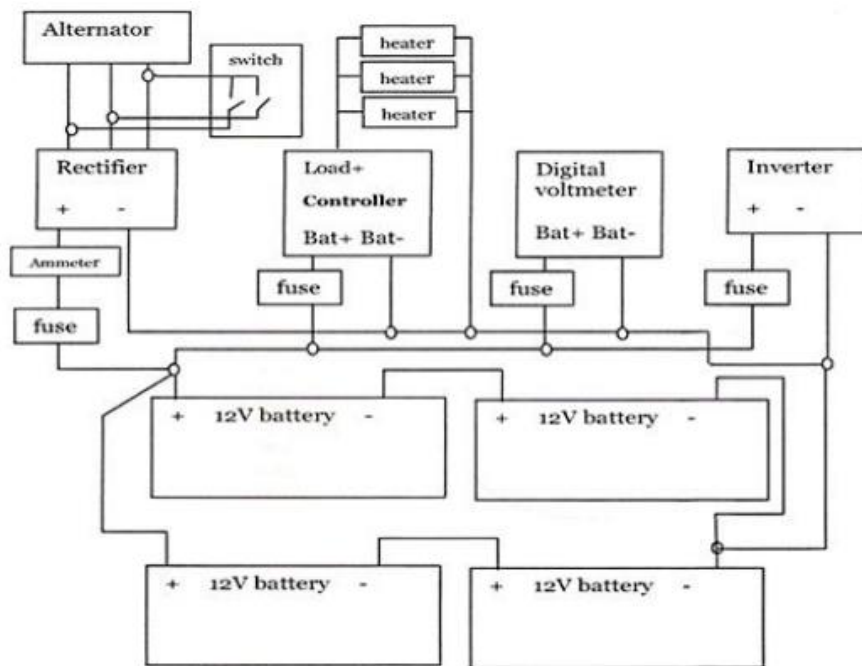 Alternator
switch
heater
heater
heater
Rectifier
+ -
Load+
Controller
Bat+ Bat-
Digital
voltmeter
Bat+ Bat-
Inverter
+ -
Ammeter
fuse
fuse
fuse
fuse
+ 12V battery -
+ 12V battery -
+ 12V battery -
+ 12V battery -